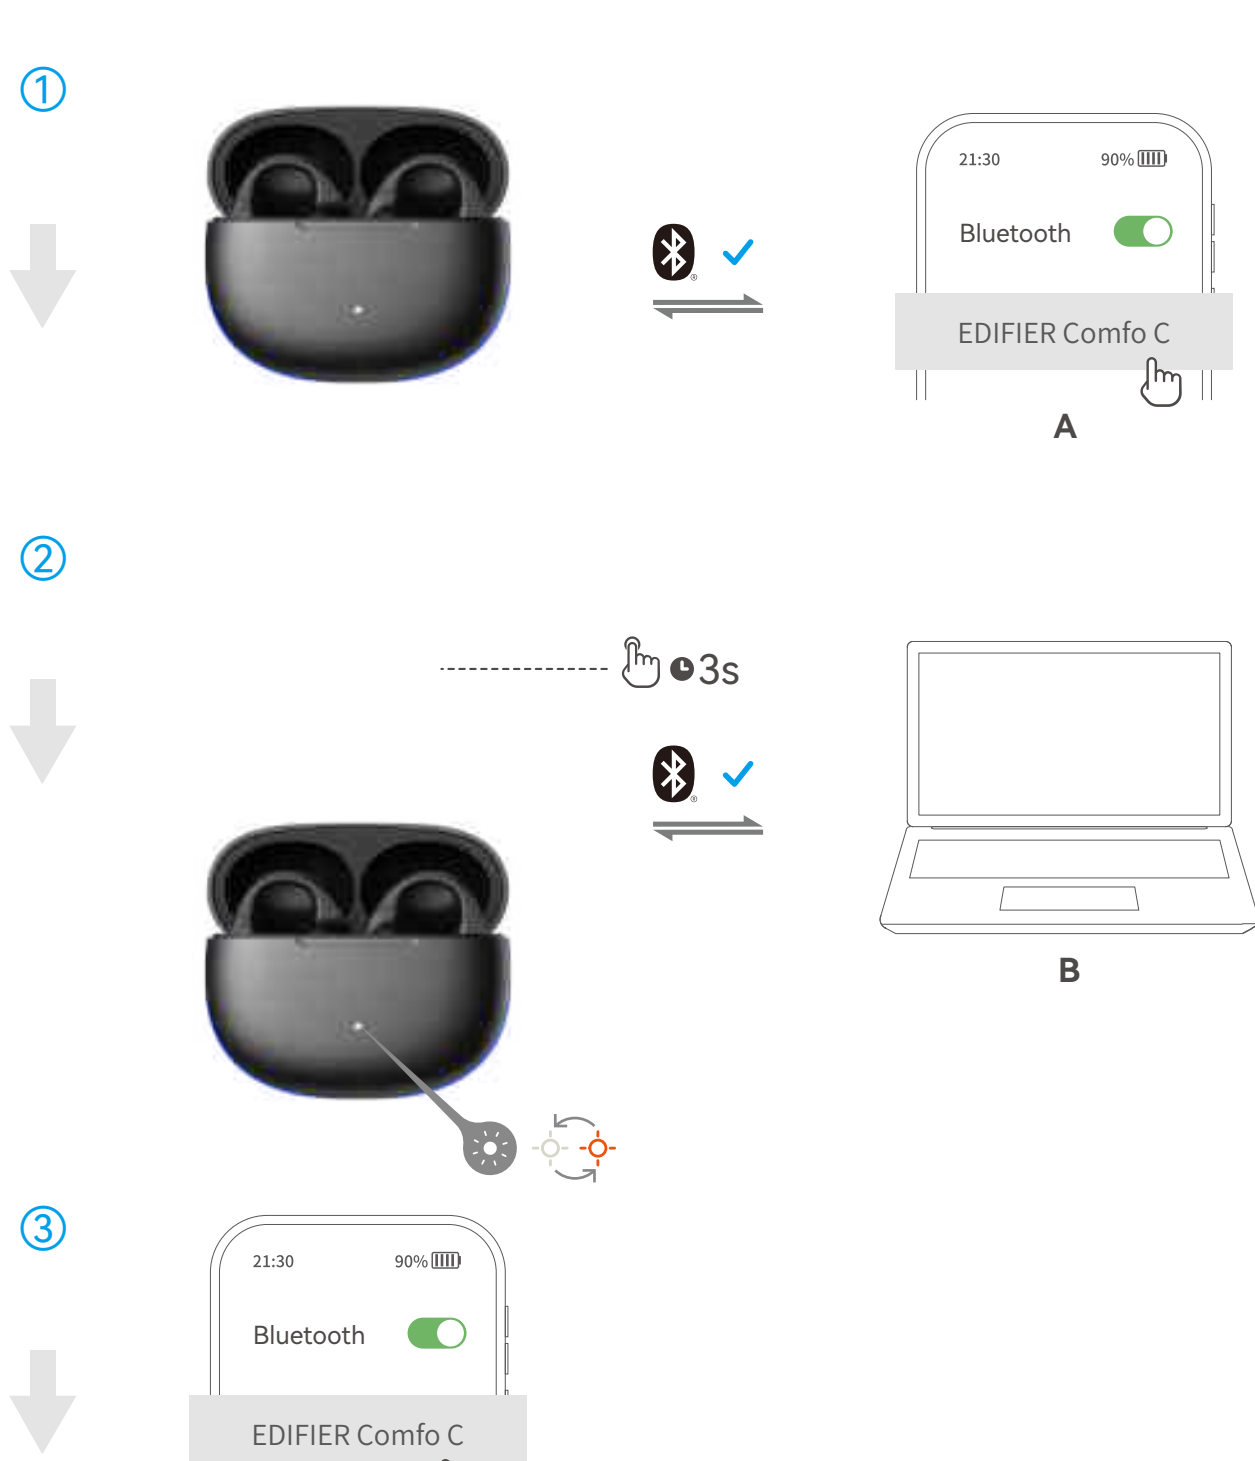 ①
21:30 90%
Bluetooth
EDIFIER Comfo C
A
②
3s
B
③
21:30 90%
Bluetooth
EDIFIER Comfo C